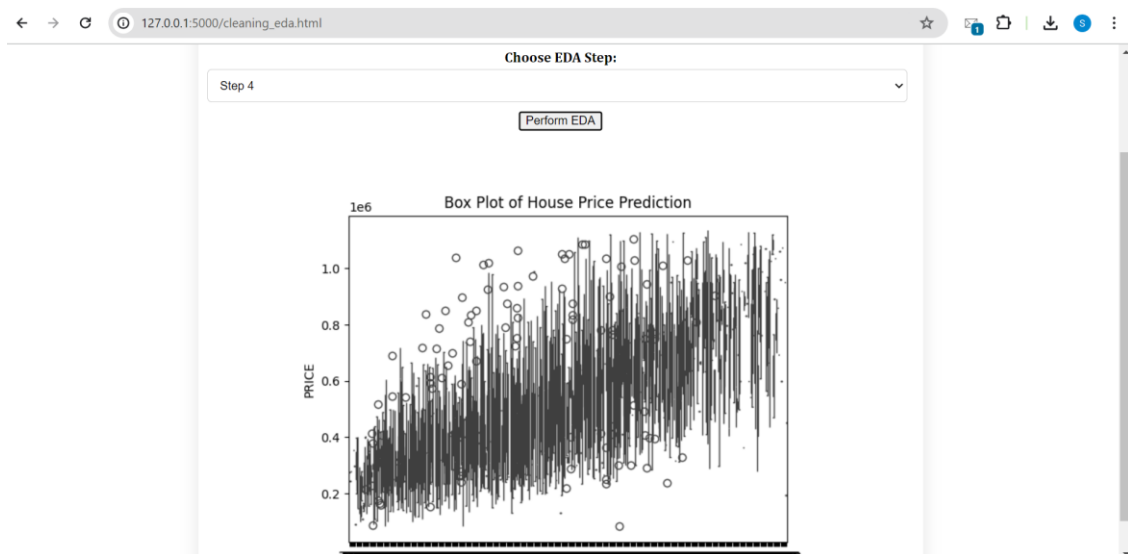 127.0.0.1:5000/cleaning_eda.html
1
S
Choose EDA Step:
Step 4
Perform EDA
Box Plot of House Price Prediction
1e6
1.0
0.8
0.6
0.4
0.2
PRICE